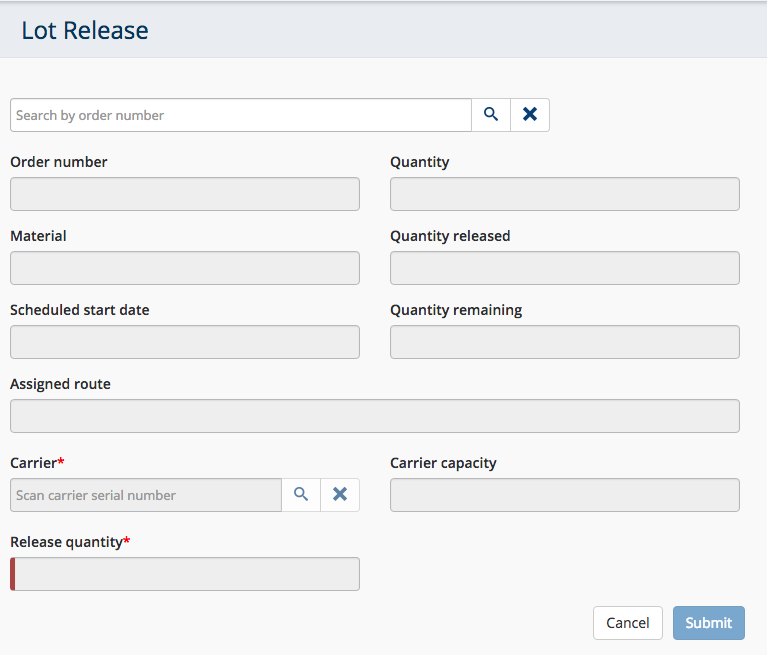 Lot Release
Search by order number
Order number
Quantity
Material
Quantity released
Scheduled start date
Quantity remaining
Assigned route
Carrier*
Carrier capacity
Scan carrier serial number
Release quantity*
Cancel
Submit